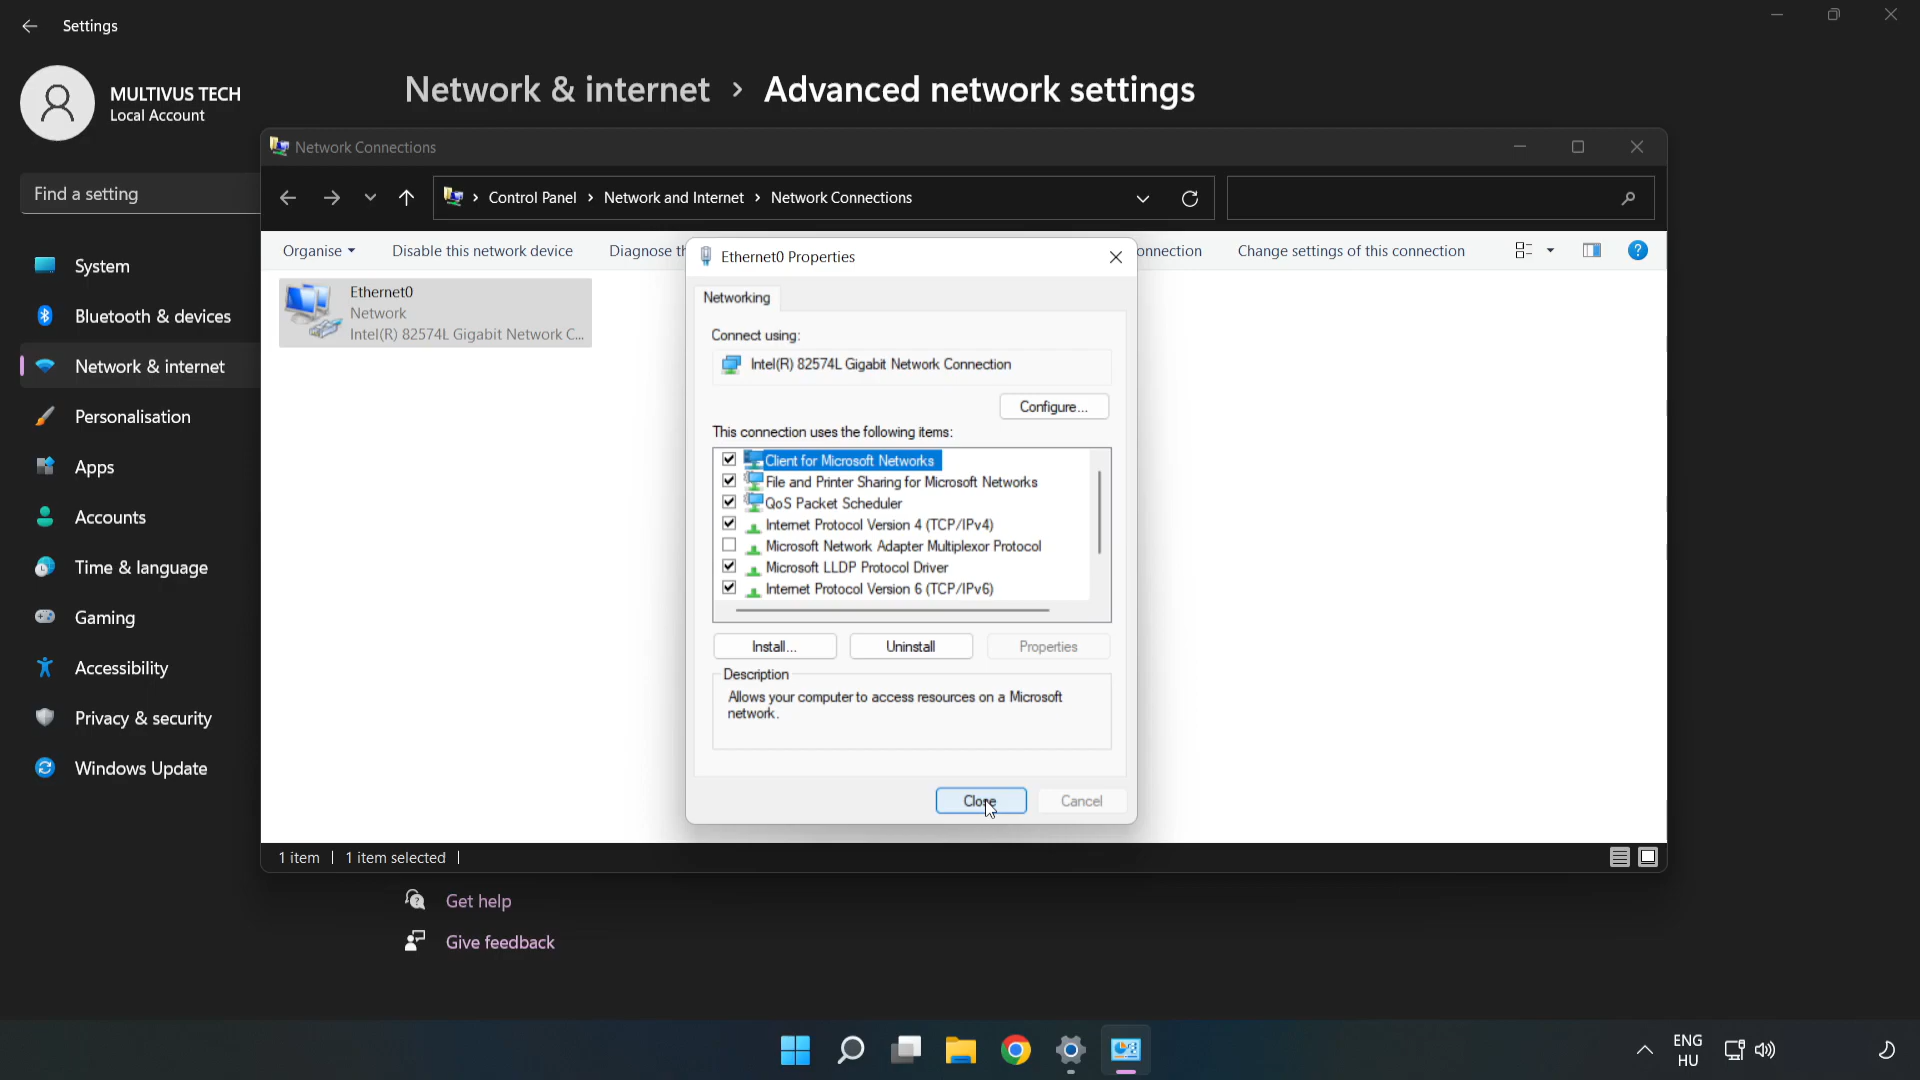 Settings
MULTIVUS TECH
Local Account
Find a setting
System
Bluetooth & devices
Network & internet
Personalisation
Apps
Accounts
Time & language
Gaming
Accessibility
Privacy & security
Windows Update
Network & internet › Advanced network settings
Network Connections
Control Panel › Network and Internet › Network Connections
Organise
Disable this network device
Diagnose th
onnection
Change settings of this connection
Ethernet0
Network
Intel(R) 82574L Gigabit Network C...
Ethernet0 Properties
Networking
Connect using:
Intel(R) 82574L Gigabit Network Connection
Configure...
This connection uses the following items:
Client for Microsoft Networks
File and Printer Sharing for Microsoft Networks
QoS Packet Scheduler
Internet Protocol Version 4 (TCP/IPv4)
Microsoft Network Adapter Multiplexor Protocol
Microsoft LLDP Protocol Driver
Internet Protocol Version 6 (TCP/IPv6)
Install...
Uninstall
Properties
Description
Allows your computer to access resources on a Microsoft
network.
Close
Cancel
1 item
1 item selected
Get help
Give feedback
ENG
HU